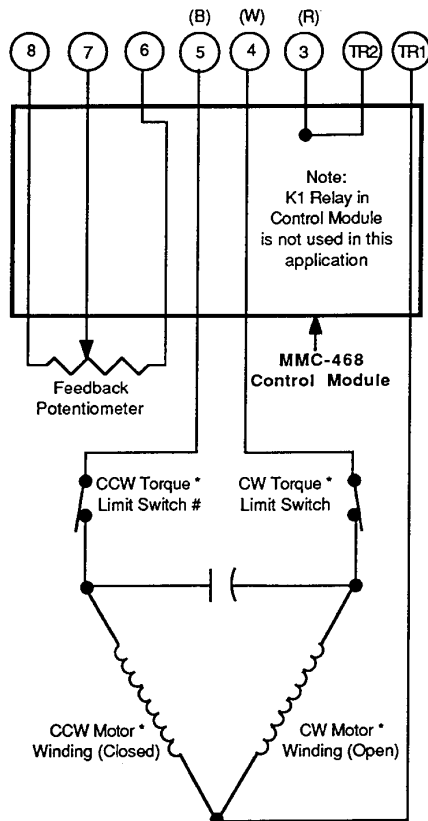 (B) (W) (R)
8 7 6 5 4 3 TR2 TR1
Note:
K1 Relay in
Control Module
is not used in this
application
MMC-468
Control Module
Feedback
Potentiometer
CCW Torque *
Limit Switch #
CW Torque *
Limit Switch
CCW Motor *
Winding (Closed)
CW Motor *
Winding (Open)